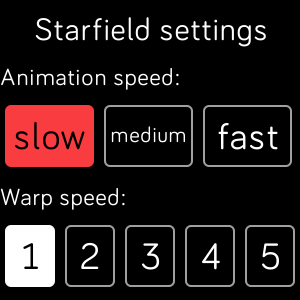 Starfield settings
Animation speed:
slow medium fast
Warp speed:
1 2 3 4 5